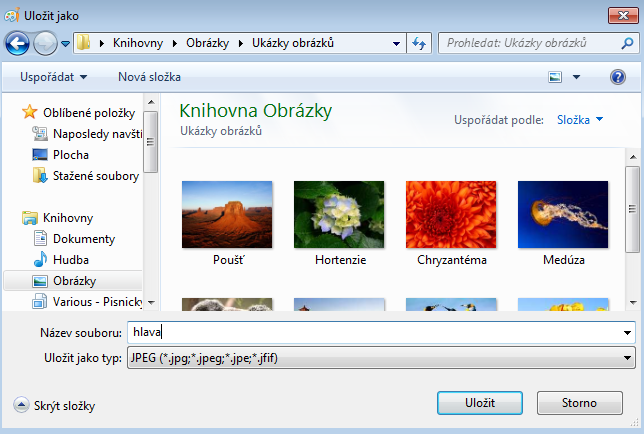 Uložit jako
Knihovny Obrázky Ukázky obrázků
Prohledat: Ukázky obrázků
Uspořádat Nová složka
Oblíbené položky
Naposledy navští
Plocha
Stažené soubory
Knihovny
Dokumenty
Hudba
Obrázky
Various - Pisnicky
Knihovna Obrázky
Ukázky obrázků
Uspořádat podle: Složka
Poušť Hortenzie Chryzantéma Medúza
Název souboru: hlava
Uložit jako typ: JPEG (*.jpg;*.jpeg;*.jpe;*.jfif)
Skrýt složky
Uložit Storno